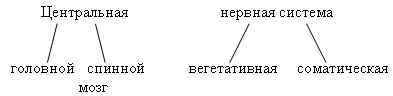 Центральная нервная система
головной спинной вегетативная соматическая
мозг